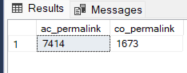 Results Messages
ac_permalink co_permalink
1 7414 1673